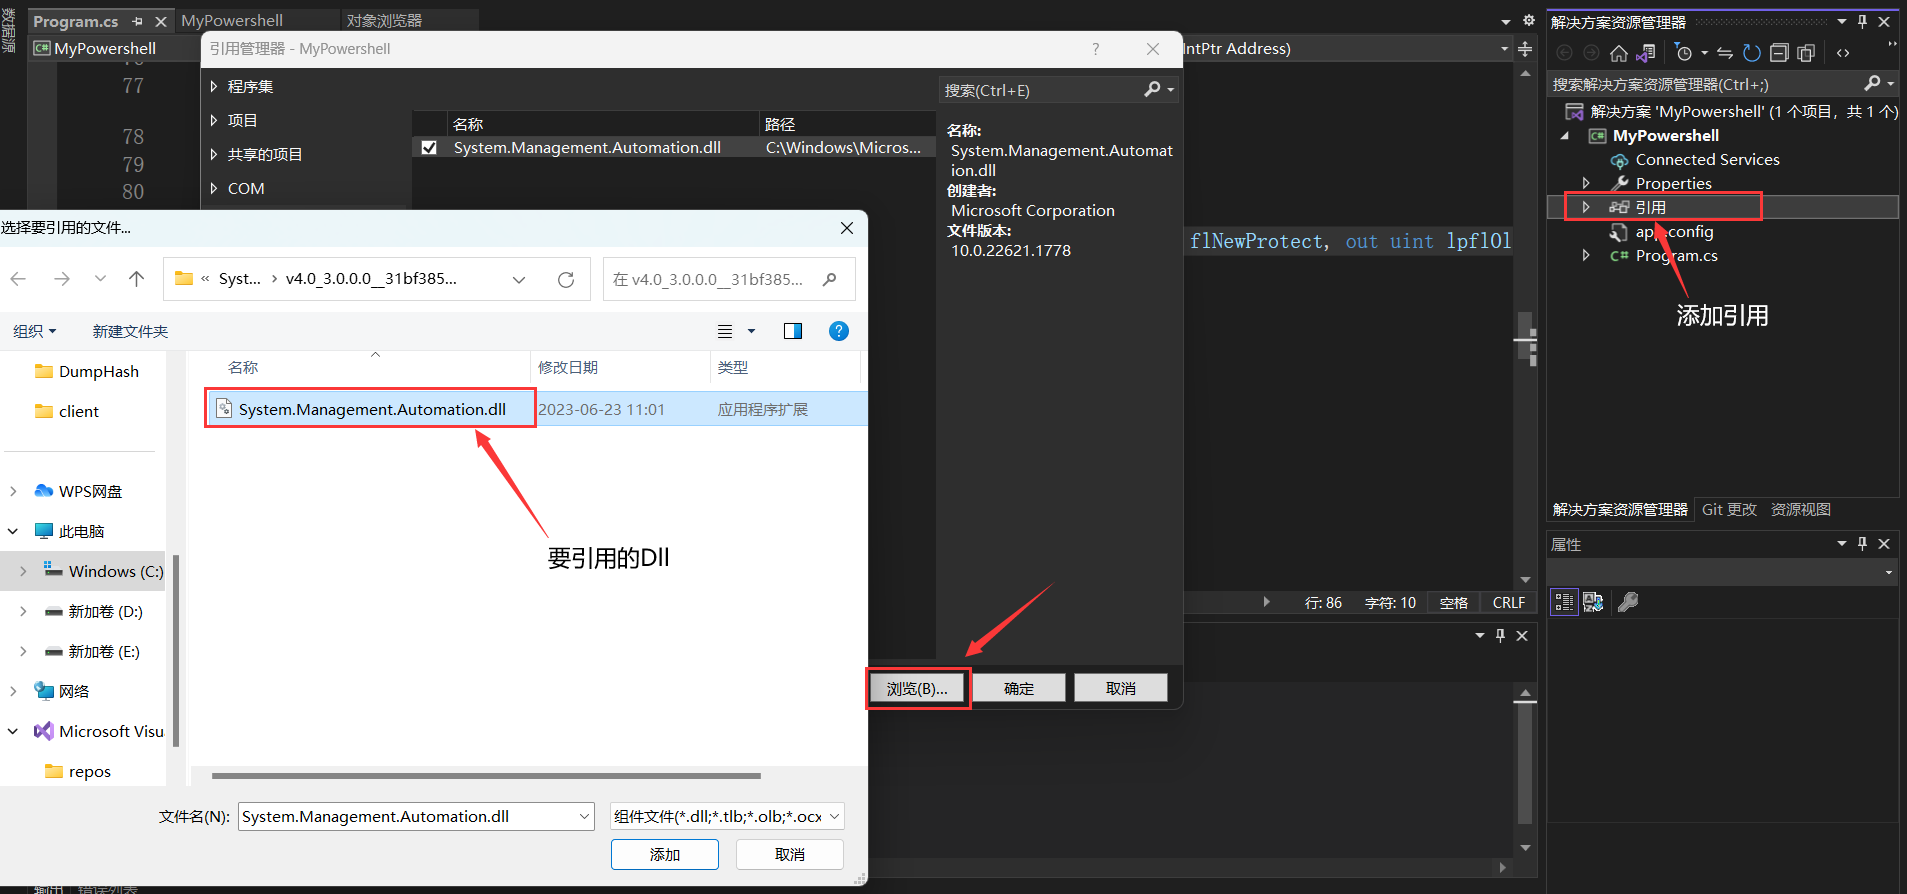 数据源
Program.cs
MyPowershell
对象浏览器
MyPowershell
IntPtr Address)
77
78
79
80
引用管理器 - MyPowershell
?
程序集
项目
共享的项目
COM
名称
路径
System.Management.Automation.dll
C:\Windows\Micros...
搜索(Ctrl+E)
名称:
System.Management.Automat
ion.dll
创建者:
Microsoft Corporation
文件版本:
10.0.22621.1778
flNewProtect, out uint lpflOl
浏览(B)...
确定
取消
选择要引用的文件...
« Syst... › v4.0_3.0.0.0__31bf385...
在 v4.0_3.0.0.0__31bf385...
组织
新建文件夹
?
名称
修改日期
类型
System.Management.Automation.dll
2023-06-23 11:01
应用程序扩展
要引用的Dll
DumpHash
client
WPS网盘
此电脑
Windows (C:)
新加卷 (D:)
新加卷 (E:)
网络
Microsoft Visu
repos
文件名(N):
System.Management.Automation.dll
组件文件(*.dll;*.tlb;*.olb;*.ocx
添加
取消
输出
错误列表
行: 86
字符: 10
空格
CRLF
解决方案资源管理器
搜索解决方案资源管理器(Ctrl+;)
解决方案 'MyPowershell' (1 个项目，共 1 个)
C# MyPowershell
Connected Services
Properties
引用
app.config
C# Program.cs
添加引用
解决方案资源管理器
Git 更改
资源视图
属性